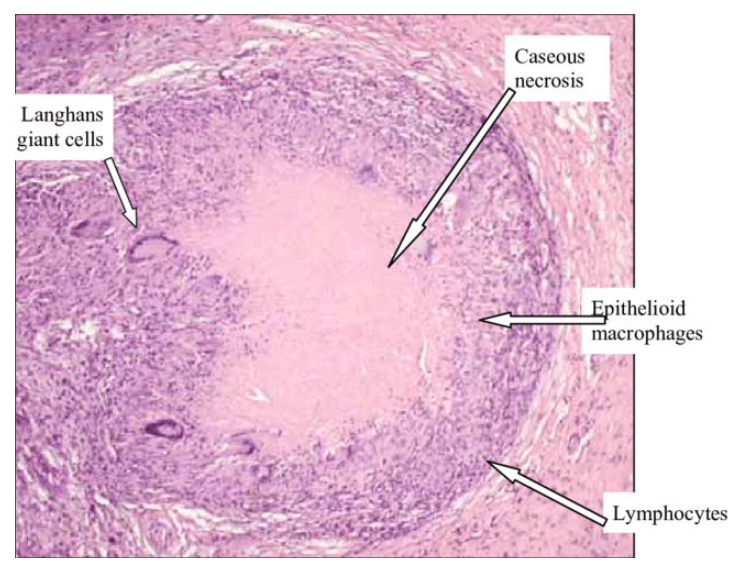 Caseous
necrosis
Langhans
giant cells
Epithelioid
macrophages
Lymphocytes